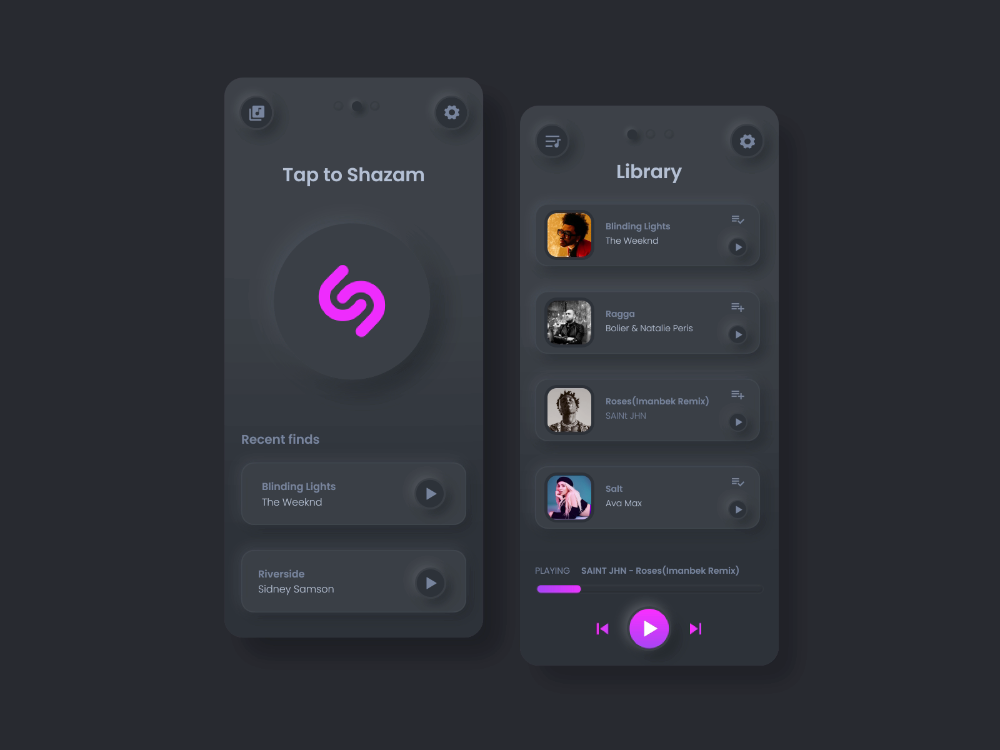 Tap to Shazam
Recent finds
Blinding Lights
The Weeknd
Riverside
Sidney Samson
Library
Blinding Lights
The Weeknd
Ragga
Bolier & Natalie Peris
Roses(Imanbek Remix)
SAINt JHN
Salt
Ava Max
PLAYING SAINT JHN - Roses(Imanbek Remix)